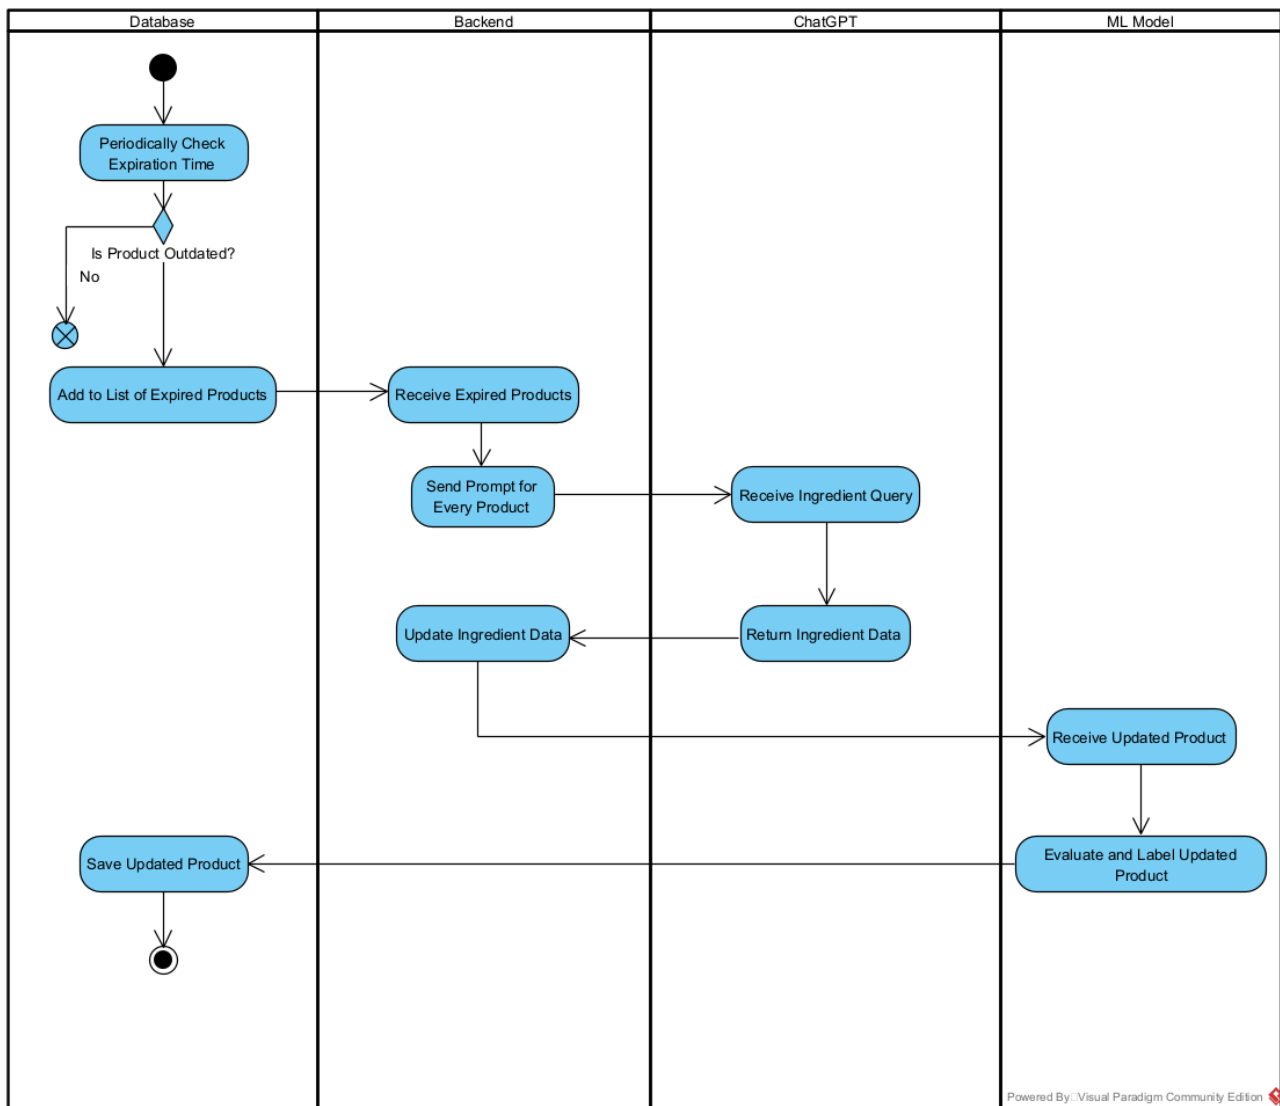 Database
Backend
ChatGPT
ML Model
Periodically Check
Expiration Time
Is Product Outdated?
No
Add to List of Expired Products
Receive Expired Products
Send Prompt for
Every Product
Receive Ingredient Query
Update Ingredient Data
Return Ingredient Data
Receive Updated Product
Save Updated Product
Evaluate and Label Updated
Product
Powered By Visual Paradigm Community Edition